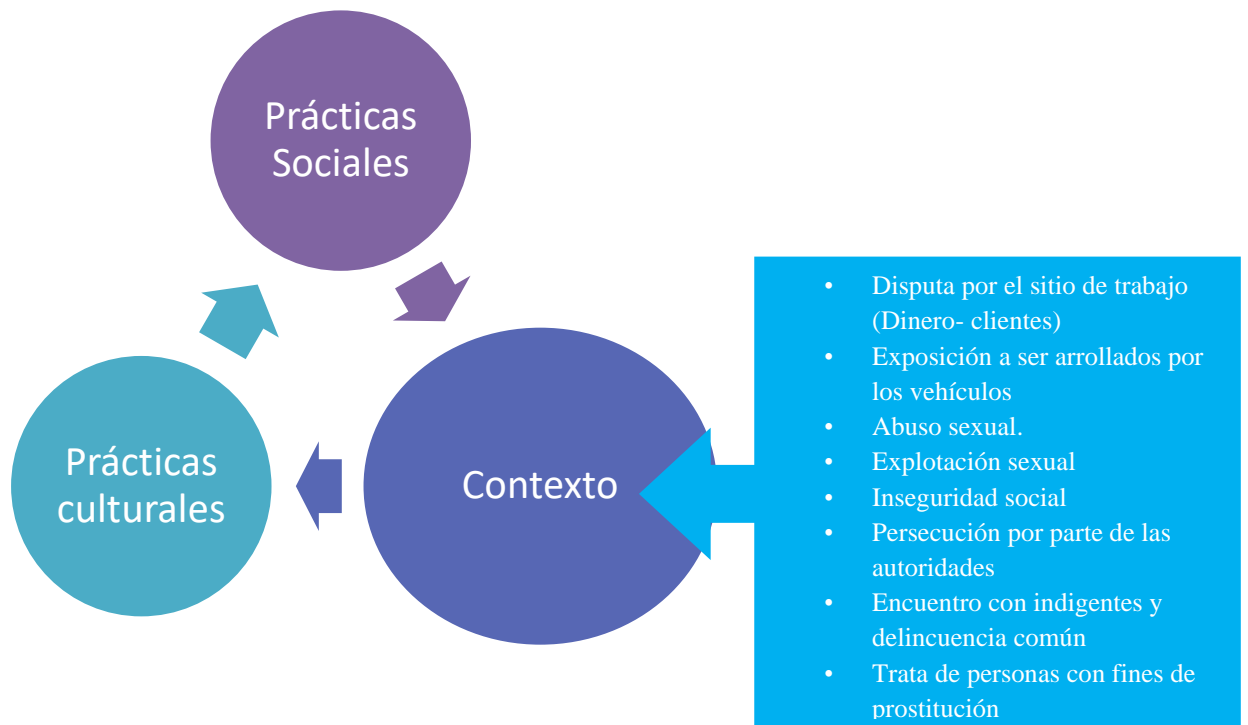 Prácticas
Sociales
Prácticas
culturales
Contexto
• Disputa por el sitio de trabajo
(Dinero- clientes)
• Exposición a ser arrollados por
los vehículos
• Abuso sexual.
• Explotación sexual
• Inseguridad social
• Persecución por parte de las
autoridades
• Encuentro con indigentes y
delincuencia común
• Trata de personas con fines de
prostitución